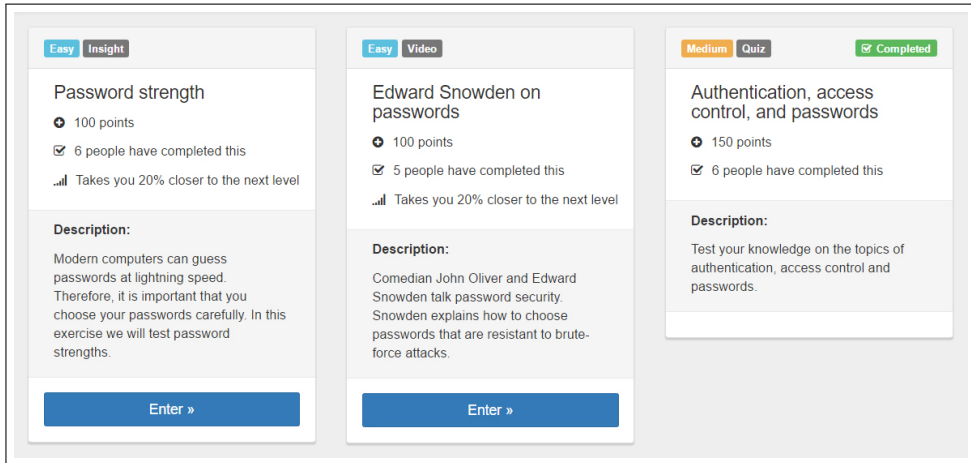 Easy Insight
Password strength
100 points
6 people have completed this
Takes you 20% closer to the next level
Description:
Modern computers can guess
passwords at lightning speed.
Therefore, it is important that you
choose your passwords carefully. In this
exercise we will test password
strengths.
Enter »
Easy Video
Edward Snowden on
passwords
100 points
5 people have completed this
Takes you 20% closer to the next level
Description:
Comedian John Oliver and Edward
Snowden talk password security.
Snowden explains how to choose
passwords that are resistant to brute-
force attacks.
Enter »
Medium Quiz Completed
Authentication, access
control, and passwords
150 points
6 people have completed this
Description:
Test your knowledge on the topics of
authentication, access control and
passwords.